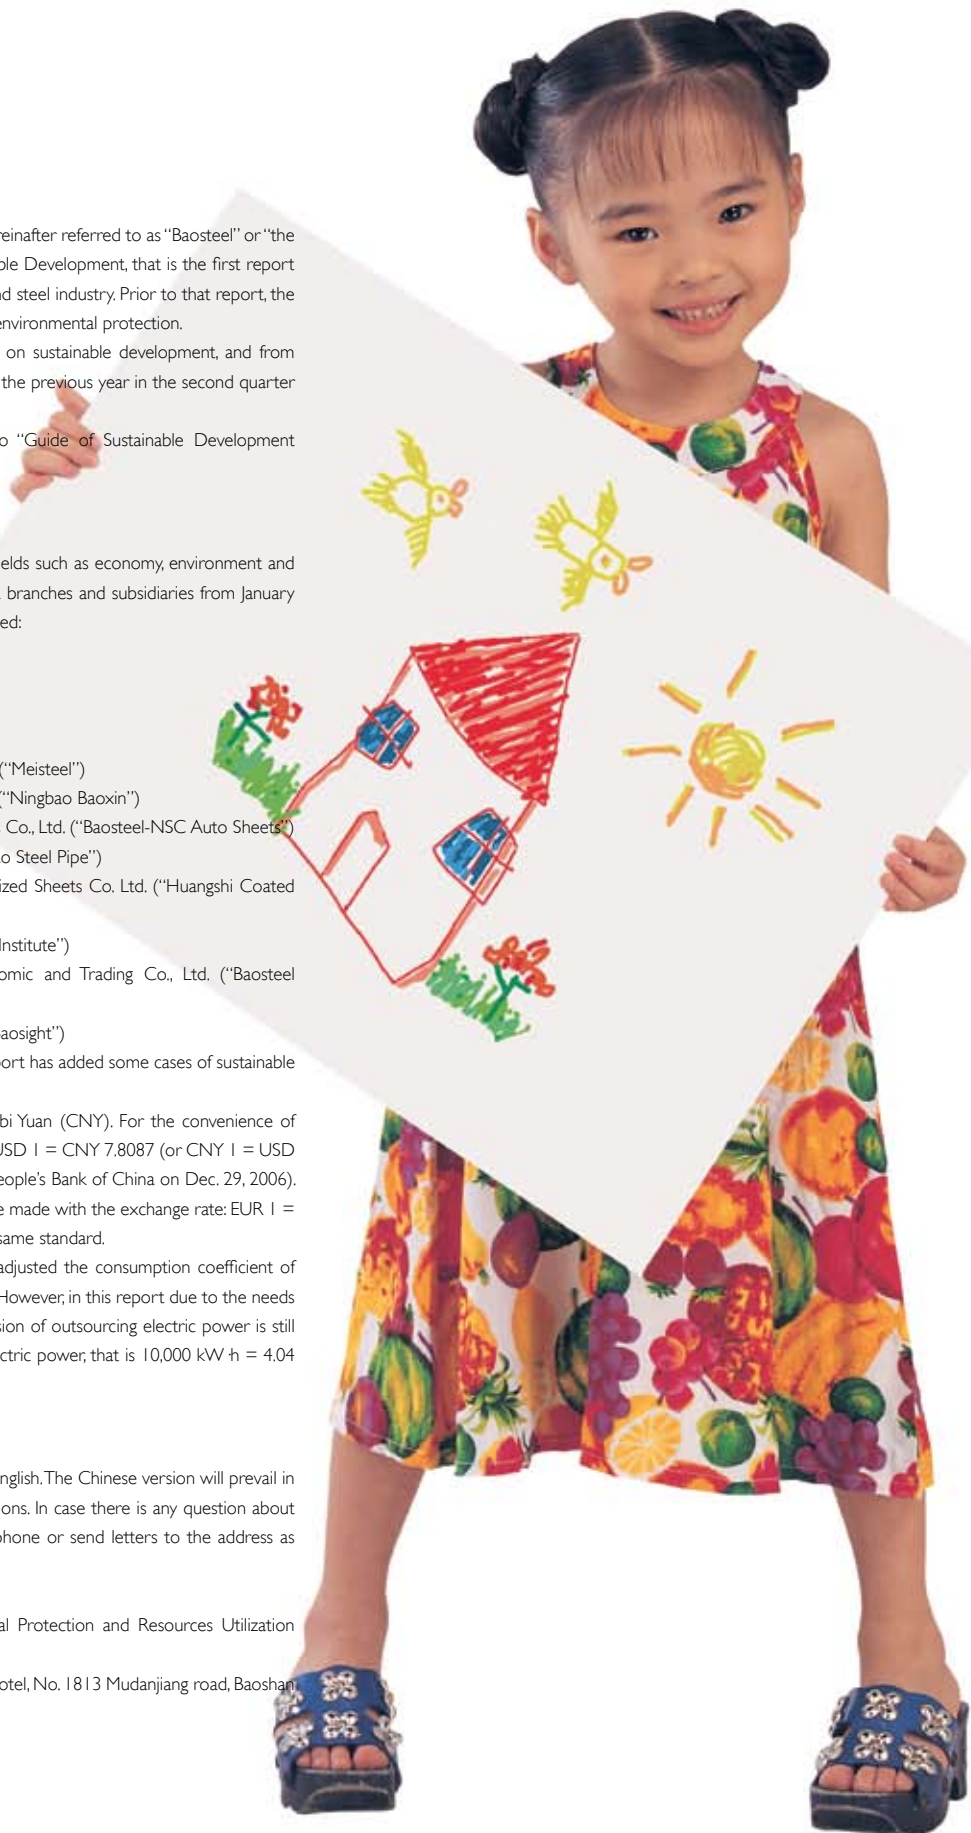 reinafter referred to as “Baosteel” or “the
ble Development, that is the first report
nd steel industry. Prior to that report, the
environmental protection.
on sustainable development, and from
the previous year in the second quarter
o “Guide of Sustainable Development
elds such as economy, environment and
branches and subsidiaries from January
ed:
(“Meisteel”)
(“Ningbao Baoxin”)
Co., Ltd. (“Baosteel-NSC Auto Sheets”)
o Steel Pipe”)
ized Sheets Co. Ltd. (“Huangshi Coated
Institute”)
omic and Trading Co., Ltd. (“Baosteel
aosight”)
port has added some cases of sustainable
bi Yuan (CNY). For the convenience of
USD 1 = CNY 7.8087 (or CNY 1 = USD
eople’s Bank of China on Dec. 29, 2006).
e made with the exchange rate: EUR 1 =
same standard.
adjusted the consumption coefficient of
However, in this report due to the needs
sion of outsourcing electric power is still
ctric power, that is 10,000 kW·h = 4.04
nglish. The Chinese version will prevail in
ons. In case there is any question about
phone or send letters to the address as
al Protection and Resources Utilization
otel, No. 1813 Mudanjiang road, Baoshan